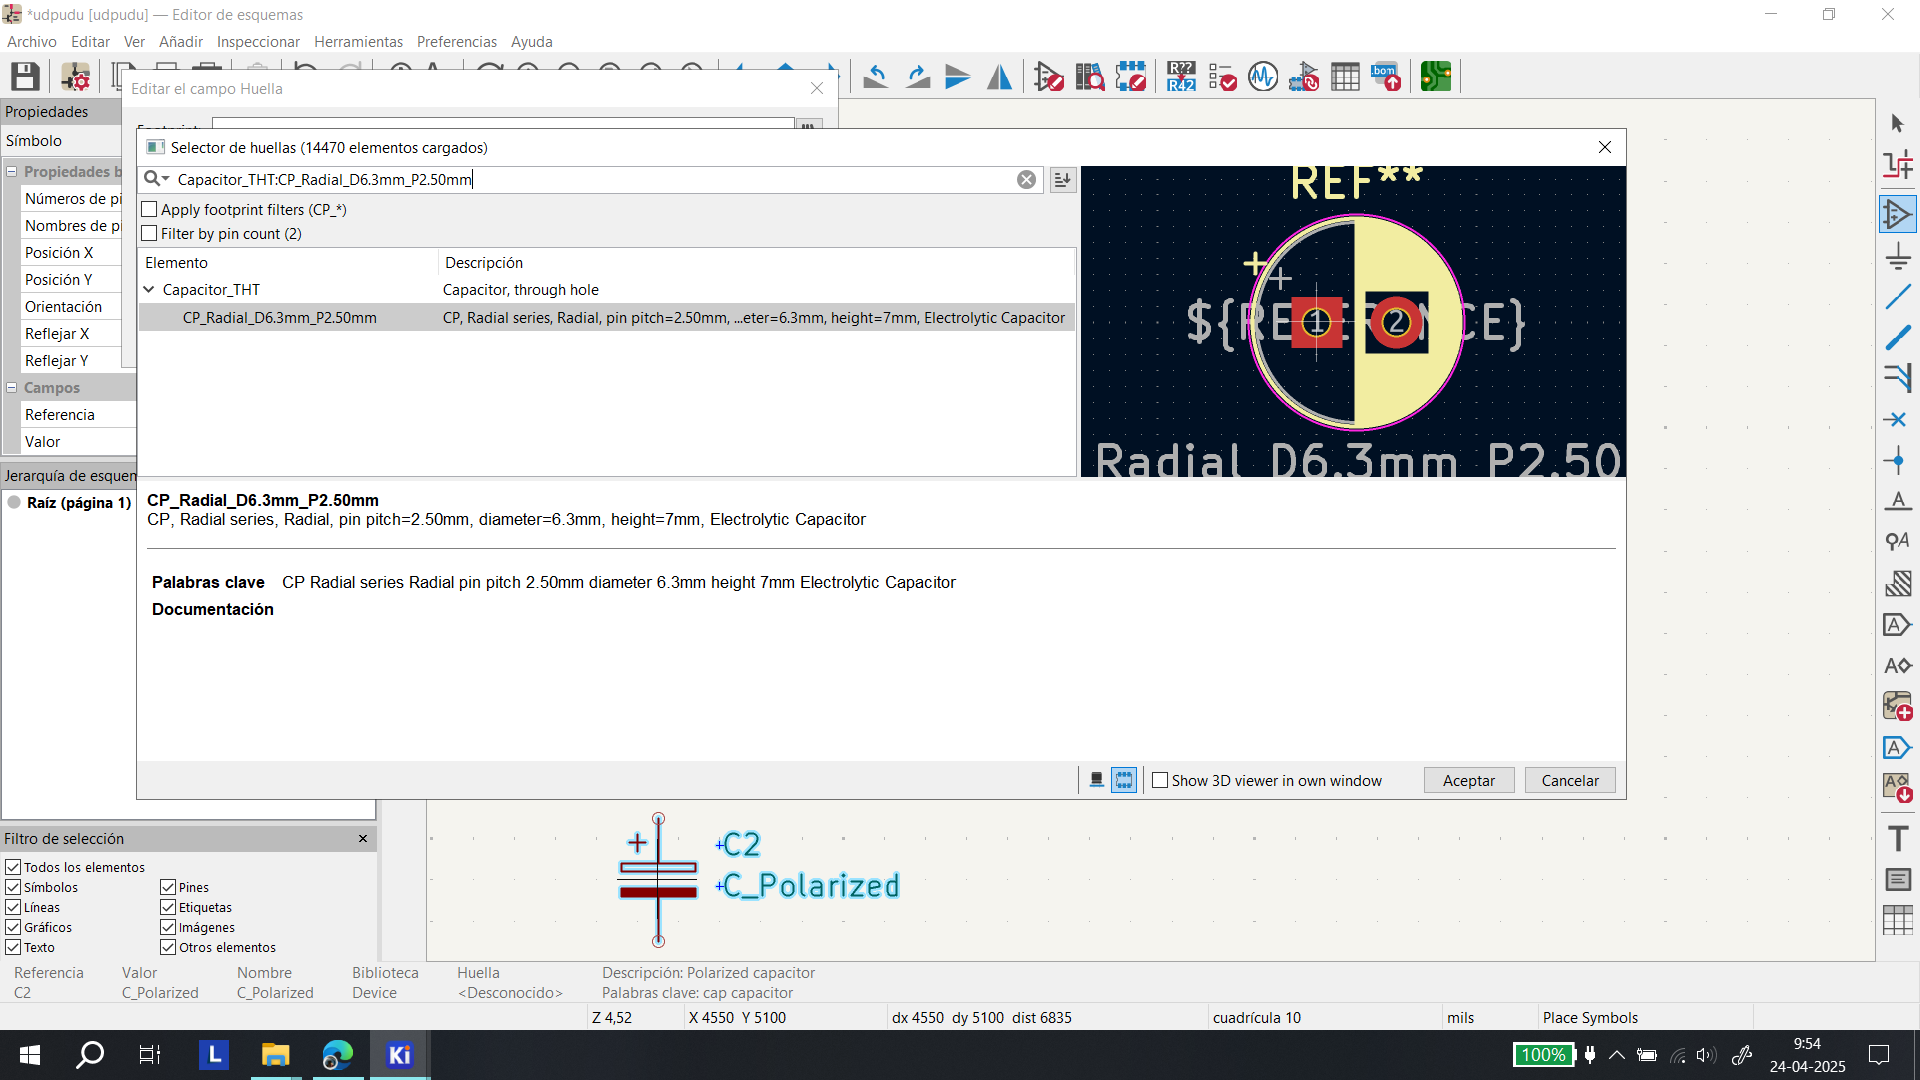 *udpudu [udpudu] — Editor de esquemas
Archivo Editar Ver Añadir Inspeccionar Herramientas Preferencias Ayuda
R??
R42
bom
Propiedades
Símbolo
Propiedades b
Números de pi
Nombres de p
Posición X
Posición Y
Orientación
Reflejar X
Reflejar Y
Campos
Referencia
Valor
Jerarquía de esquem
Raíz (página 1)
Editar el campo Huella
Selector de huellas (14470 elementos cargados)
Capacitor_THT:CP_Radial_D6.3mm_P2.50mm
Apply footprint filters (CP_*)
Filter by pin count (2)
Elemento Descripción
Capacitor_THT Capacitor, through hole
CP_Radial_D6.3mm_P2.50mm CP, Radial series, Radial, pin pitch=2.50mm, ...eter=6.3mm, height=7mm, Electrolytic Capacitor
REF**
1 2
Radial_D6.3mm_P2.50
CP_Radial_D6.3mm_P2.50mm
CP, Radial series, Radial, pin pitch=2.50mm, diameter=6.3mm, height=7mm, Electrolytic Capacitor
Palabras clave CP Radial series Radial pin pitch 2.50mm diameter 6.3mm height 7mm Electrolytic Capacitor
Documentación
Show 3D viewer in own window
Aceptar
Cancelar
+ C2
C_Polarized
Filtro de selección
Todos los elementos
Símbolos Pines
Líneas Etiquetas
Gráficos Imágenes
Texto Otros elementos
Referencia Valor Nombre Biblioteca Huella Descripción: Polarized capacitor
C2 C_Polarized C_Polarized Device <Desconocido> Palabras clave: cap capacitor
Z 4,52 X 4550 Y 5100 dx 4550 dy 5100 dist 6835 cuadrícula 10 mils Place Symbols
L Ki 100%
9:54
24-04-2025